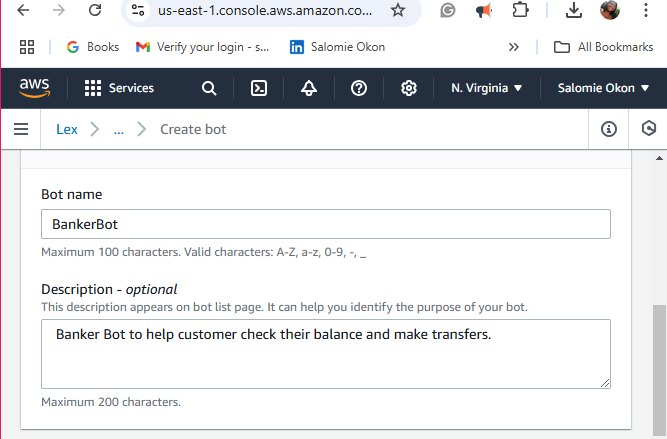 us-east-1.console.aws.amazon.co...
Books
Verify your login - s...
Salomie Okon
All Bookmarks
aws
Services
N. Virginia
Salomie Okon
Lex
...
Create bot
Bot name
BankerBot
Maximum 100 characters. Valid characters: A-Z, a-z, 0-9, -, _
Description - optional
This description appears on bot list page. It can help you identify the purpose of your bot.
Banker Bot to help customer check their balance and make transfers.
Maximum 200 characters.